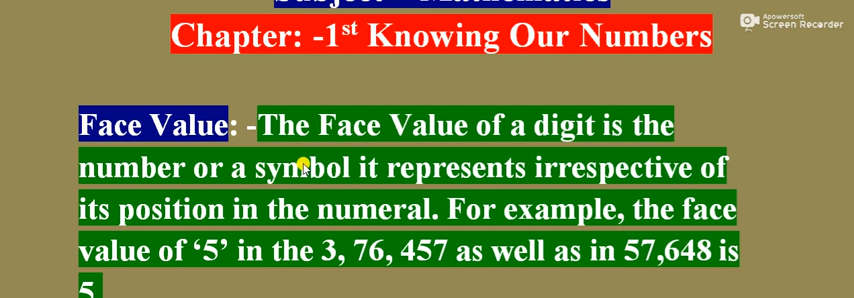 Subject - Mathematics
Chapter: -1st Knowing Our Numbers
Apowersoft
Screen Recorder
Face Value: -The Face Value of a digit is the
number or a symbol it represents irrespective of
its position in the numeral. For example, the face
value of ‘5’ in the 3, 76, 457 as well as in 57,648 is
5